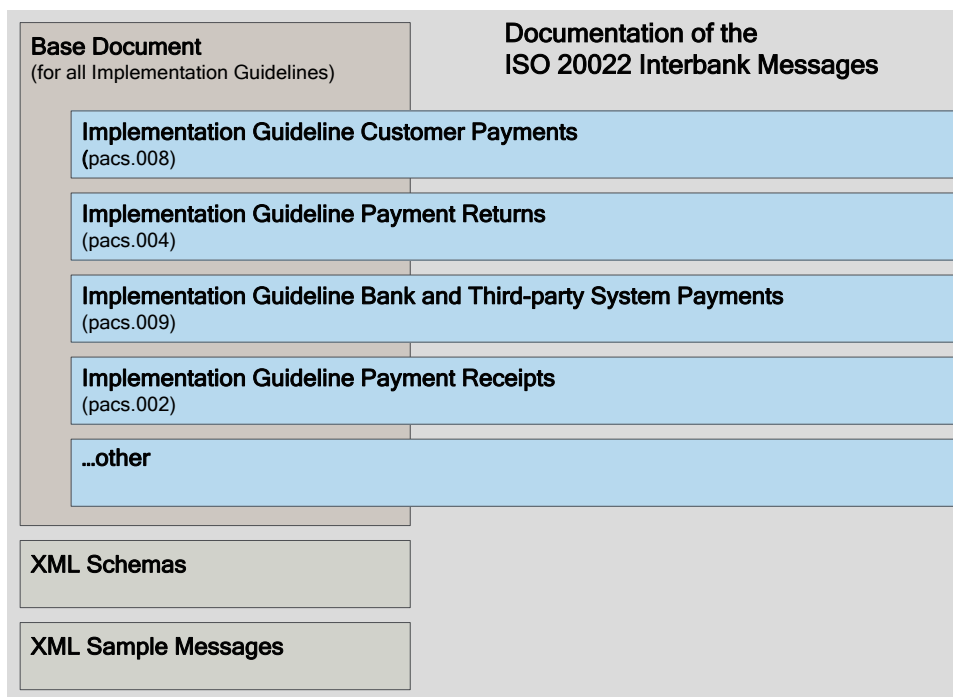 Base Document
(for all Implementation Guidelines)
Documentation of the
ISO 20022 Interbank Messages
Implementation Guideline Customer Payments
(pacs.008)
Implementation Guideline Payment Returns
(pacs.004)
Implementation Guideline Bank and Third-party System Payments
(pacs.009)
Implementation Guideline Payment Receipts
(pacs.002)
...other
XML Schemas
XML Sample Messages